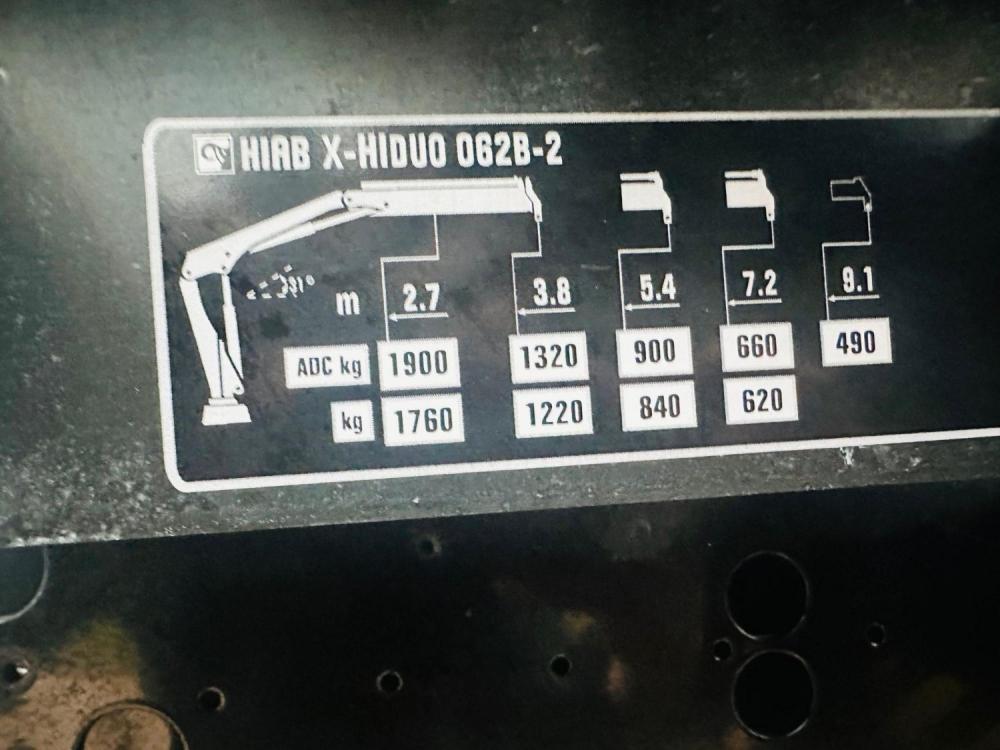 HIAB X-HIDUO 062B-2
m 2.7 3.8 5.4 7.2 9.1
ADC kg 1900 1320 900 660 490
kg 1760 1220 840 620